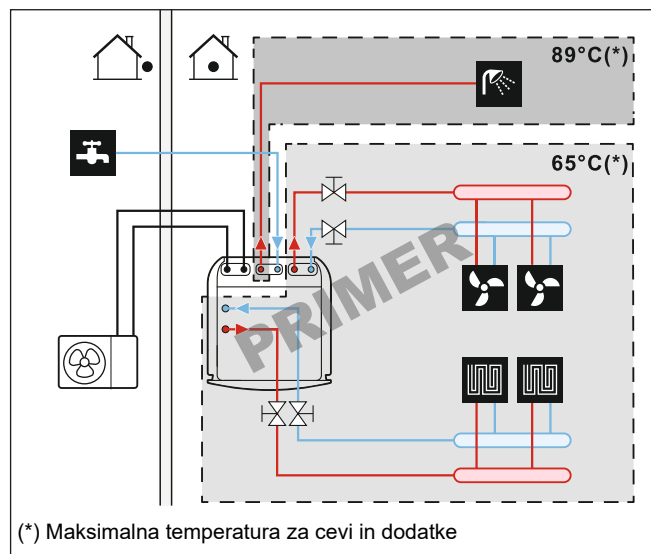 89°C(*)
65°C(*)
PRIMER
(*) Maksimalna temperatura za cevi in dodatke